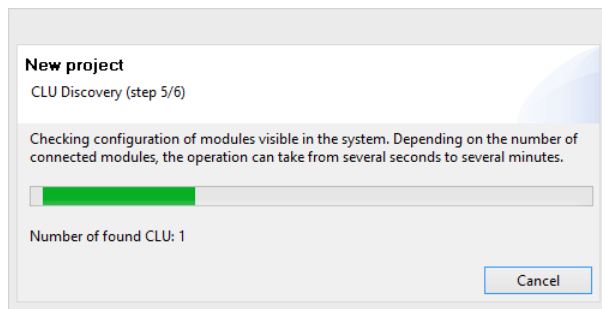 New project
CLU Discovery (step 5/6)
Checking configuration of modules visible in the system. Depending on the number of
connected modules, the operation can take from several seconds to several minutes.
Number of found CLU: 1
Cancel